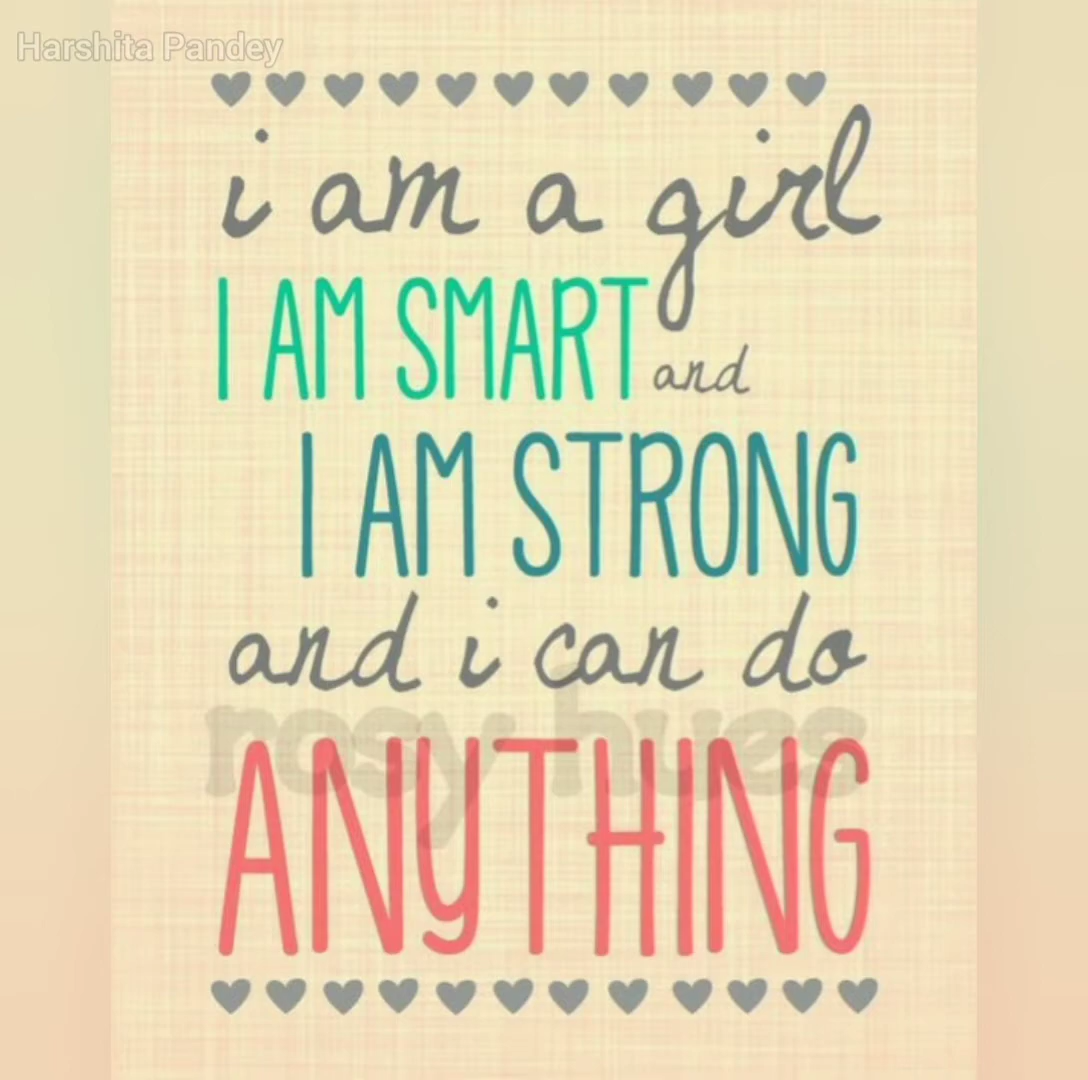 Harshita Pandey
i am a girl
I AM SMART and
I AM STRONG
and i can do
rosy hues
ANYTHING